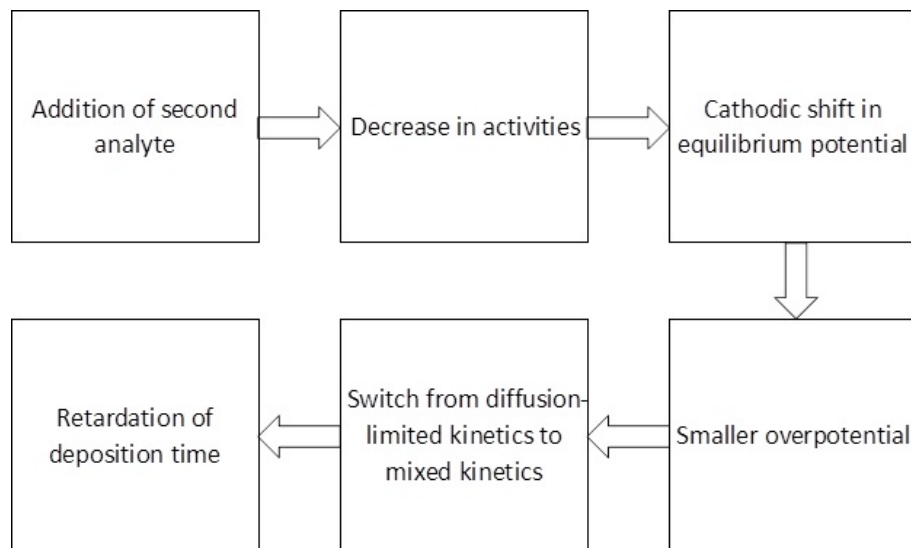 Addition of second
analyte
Decrease in activities
Cathodic shift in
equilibrium potential
Smaller overpotential
Switch from diffusion-
limited kinetics to
mixed kinetics
Retardation of
deposition time